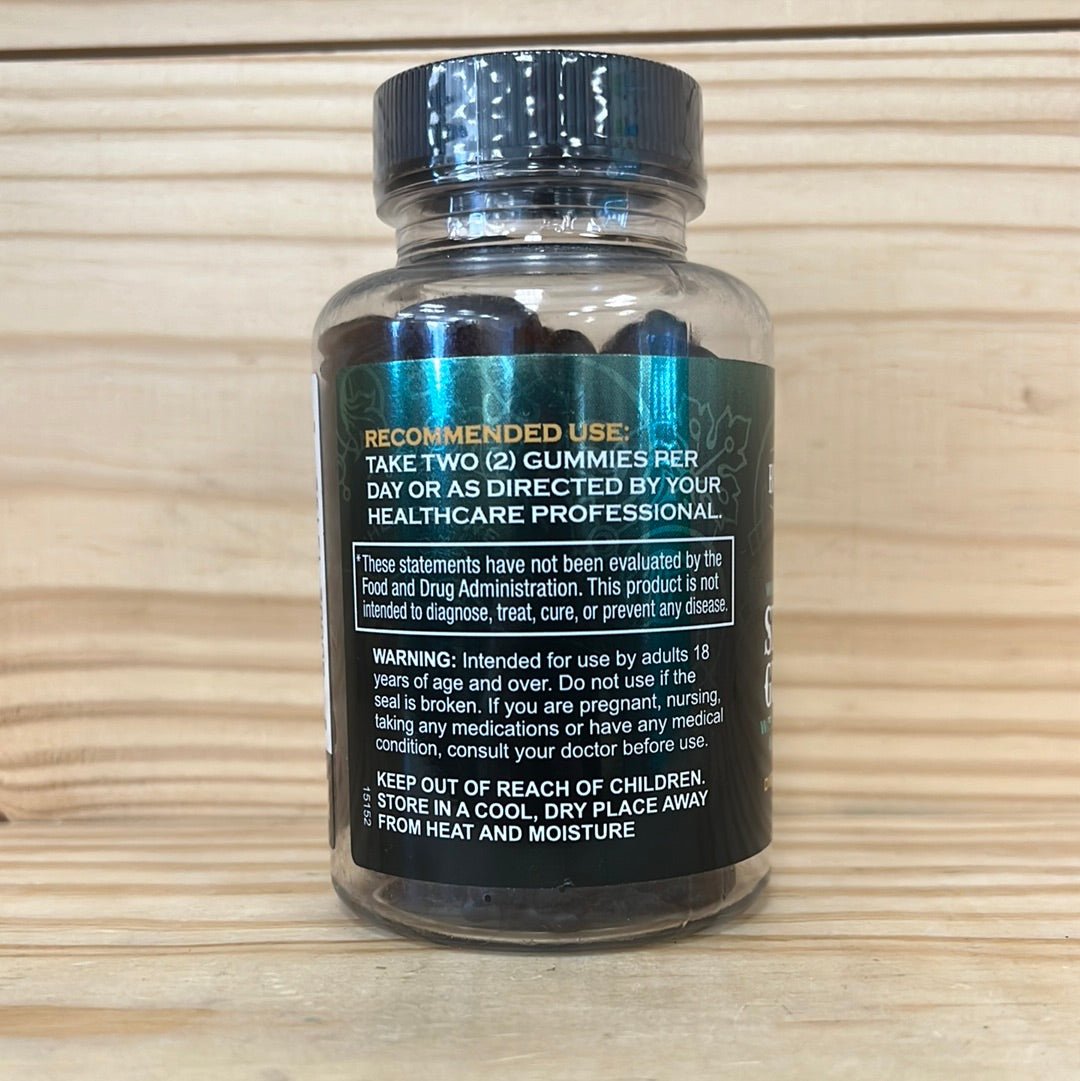 RECOMMENDED USE:
TAKE TWO (2) GUMMIES PER
DAY OR AS DIRECTED BY YOUR
HEALTHCARE PROFESSIONAL.
*These statements have not been evaluated by the
Food and Drug Administration. This product is not
intended to diagnose, treat, cure, or prevent any disease.
WARNING: Intended for use by adults 18
years of age and over. Do not use if the
seal is broken. If you are pregnant, nursing,
taking any medications or have any medical
condition, consult your doctor before use.
KEEP OUT OF REACH OF CHILDREN.
STORE IN A COOL, DRY PLACE AWAY
FROM HEAT AND MOISTURE
15152